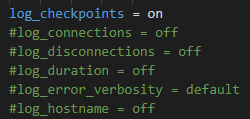 log_checkpoints = on
#log_connections = off
#log_disconnections = off
#log_duration = off
#log_error_verbosity = default
#log_hostname = off